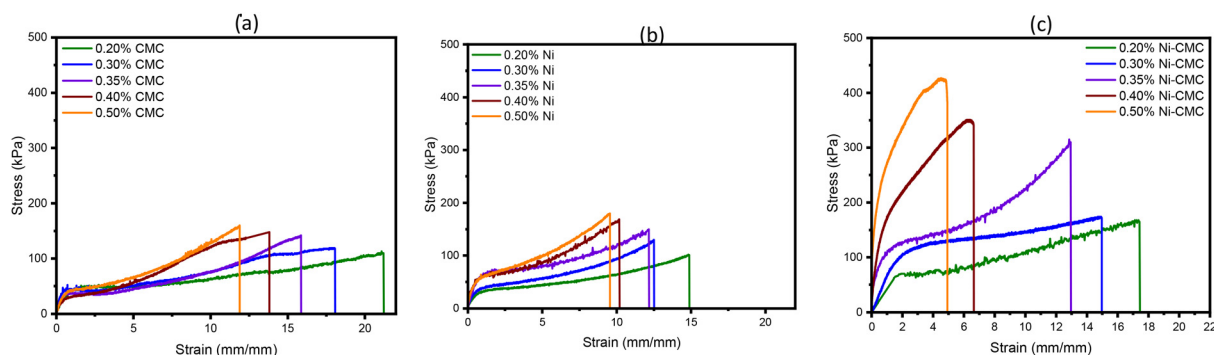 (a)
500
400
300
200
100
0
0
5
10
15
20
Stress (kPa)
Strain (mm/mm)
0.20% CMC
0.30% CMC
0.35% CMC
0.40% CMC
0.50% CMC
(b)
500
400
300
200
100
0
0
5
10
15
20
Stress (kPa)
Strain (mm/mm)
0.20% Ni
0.30% Ni
0.35% Ni
0.40% Ni
0.50% Ni
(c)
500
400
300
200
100
0
0
2
4
6
8
10
12
14
16
18
20
22
Stress (kPa)
Strain (mm/mm)
0.20% Ni-CMC
0.30% Ni-CMC
0.35% Ni-CMC
0.40% Ni-CMC
0.50% Ni-CMC